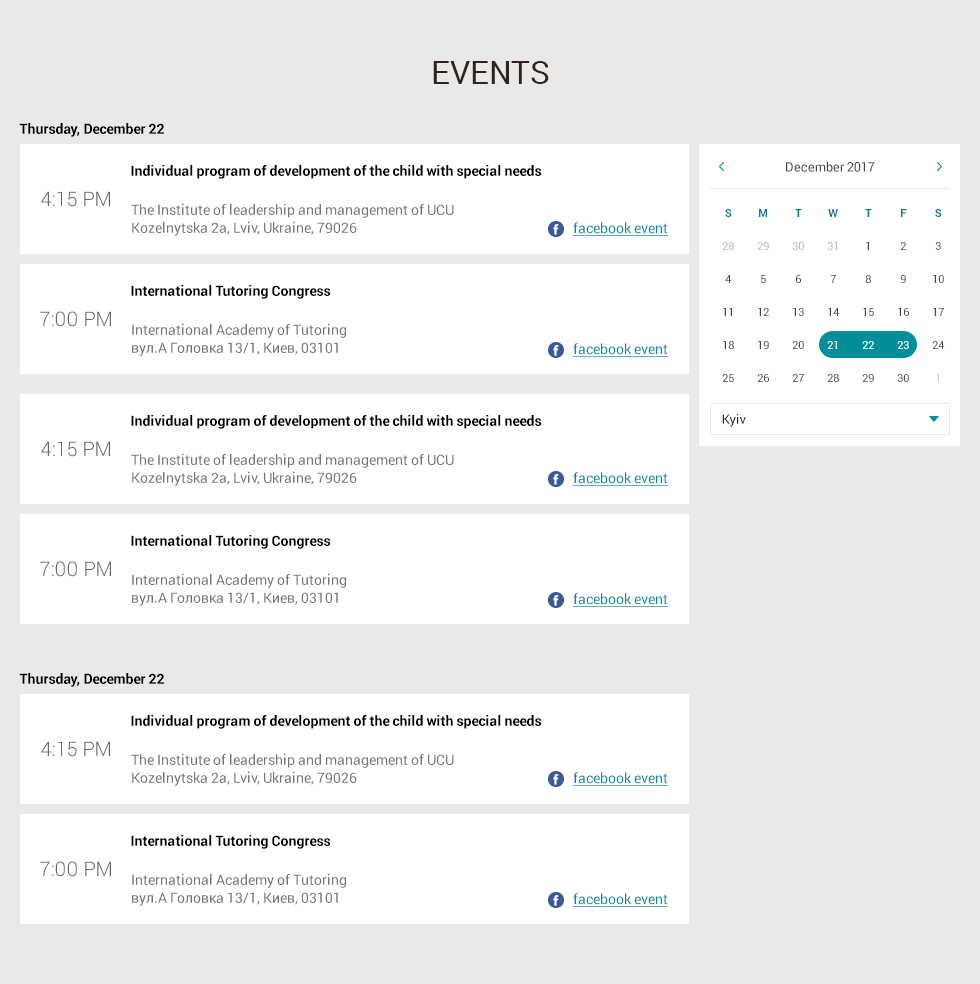 EVENTS
Thursday, December 22
4:15 PM
Individual program of development of the child with special needs
The Institute of leadership and management of UCU
Kozelnytska 2a, Lviv, Ukraine, 79026
facebook event
7:00 PM
International Tutoring Congress
International Academy of Tutoring
вул.А Головка 13/1, Киев, 03101
facebook event
4:15 PM
Individual program of development of the child with special needs
The Institute of leadership and management of UCU
Kozelnytska 2a, Lviv, Ukraine, 79026
facebook event
7:00 PM
International Tutoring Congress
International Academy of Tutoring
вул.А Головка 13/1, Киев, 03101
facebook event
Thursday, December 22
4:15 PM
Individual program of development of the child with special needs
The Institute of leadership and management of UCU
Kozelnytska 2a, Lviv, Ukraine, 79026
facebook event
7:00 PM
International Tutoring Congress
International Academy of Tutoring
вул.А Головка 13/1, Киев, 03101
facebook event
December 2017
S M T W T F S
28 29 30 31 1 2 3
4 5 6 7 8 9 10
11 12 13 14 15 16 17
18 19 20 21 22 23 24
25 26 27 28 29 30 1
Kyiv